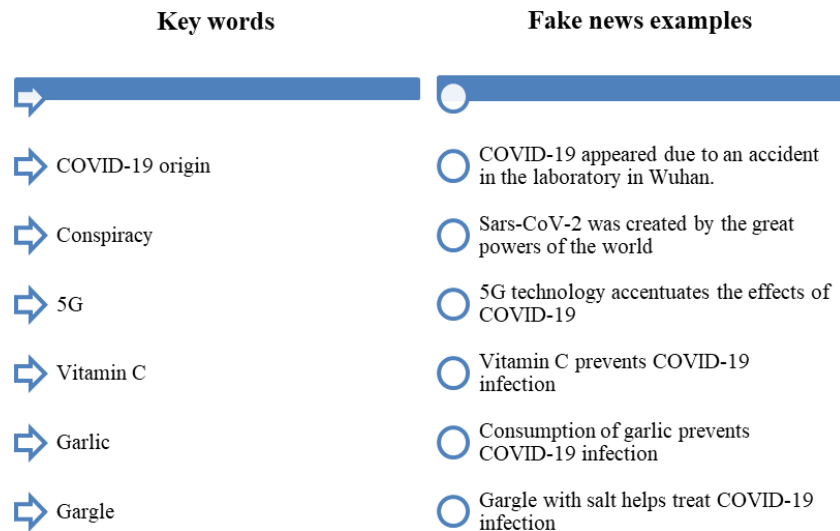 Key words
Fake news examples
COVID-19 origin
COVID-19 appeared due to an accident
in the laboratory in Wuhan.
Conspiracy
Sars-CoV-2 was created by the great
powers of the world
5G
5G technology accentuates the effects of
COVID-19
Vitamin C
Vitamin C prevents COVID-19
infection
Garlic
Consumption of garlic prevents
COVID-19 infection
Gargle
Gargle with salt helps treat COVID-19
infection